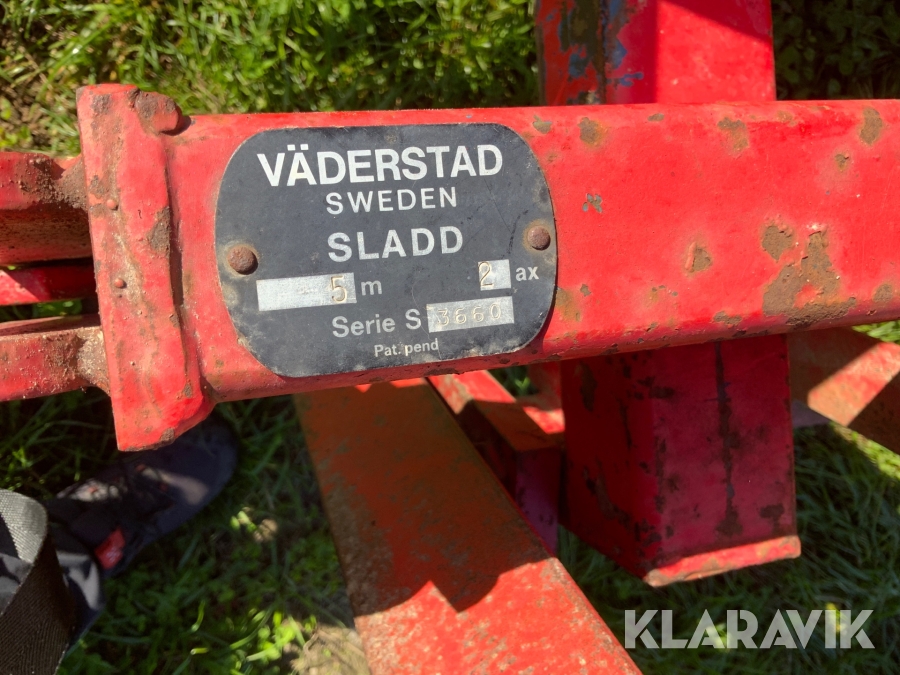 VÄDERSTAD
SWEDEN
SLADD
5 m 2 ax
Serie S 3660
Pat. pend
KLARAVIK